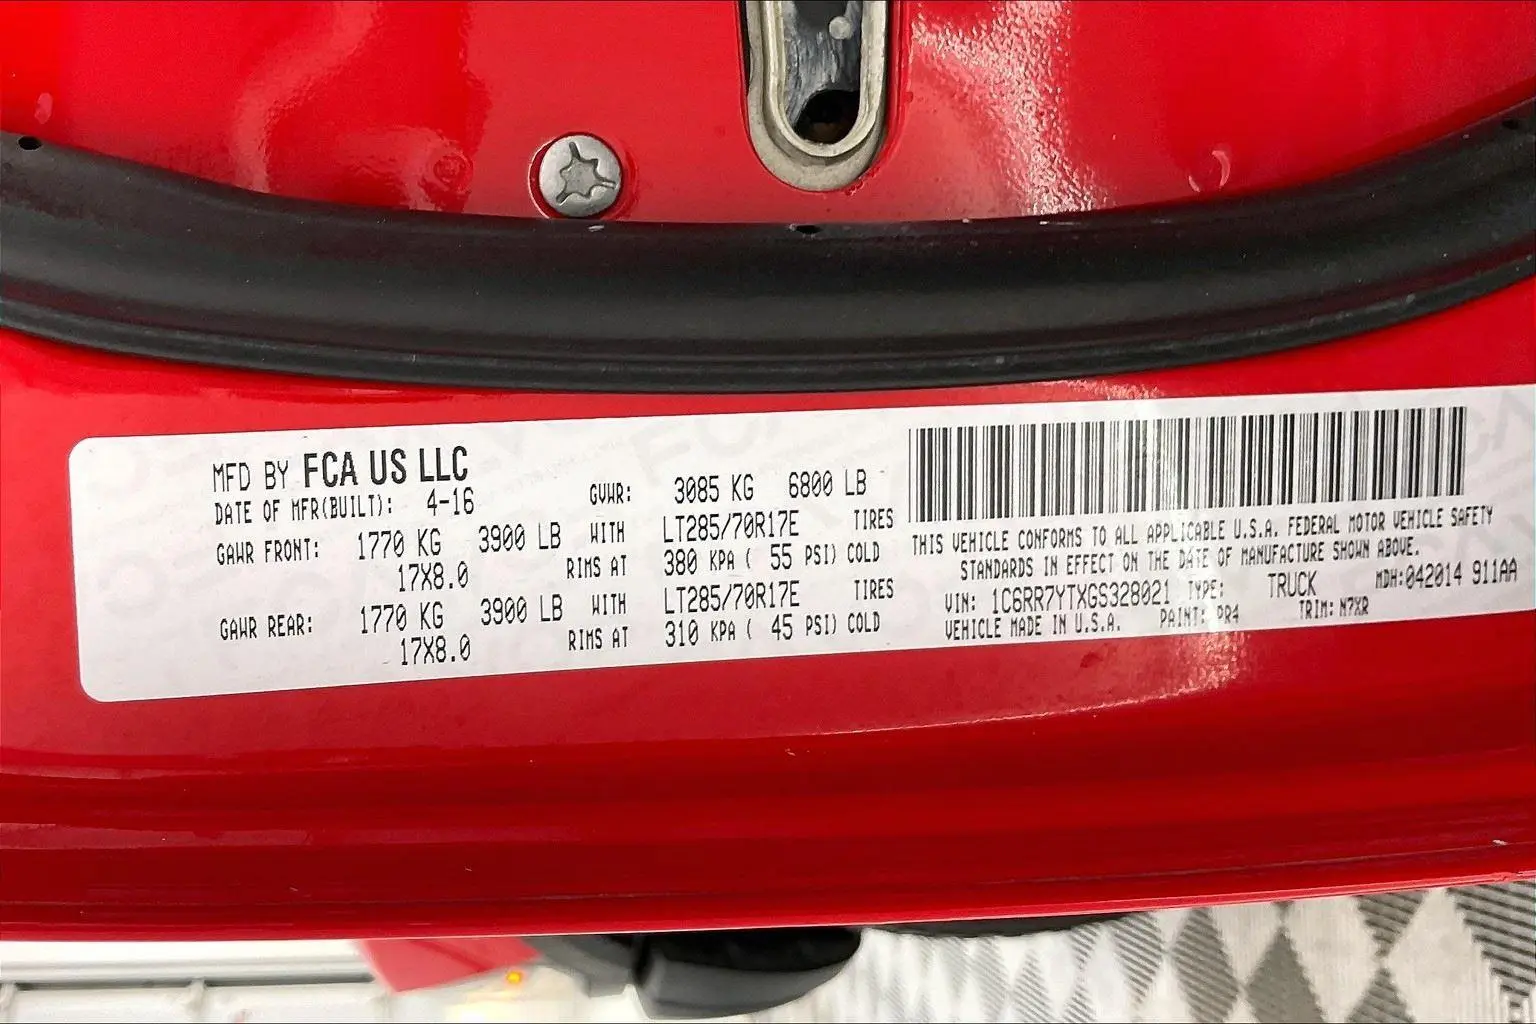 MFD BY FCA US LLC
DATE OF MFR(BUILT): 4-16 GVWR: 3085 KG 6800 LB
GAWR FRONT: 1770 KG 3900 LB WITH LT285/70R17E TIRES
17X8.0 RIMS AT 380 KPA ( 55 PSI) COLD
GAWR REAR: 1770 KG 3900 LB WITH LT285/70R17E TIRES
17X8.0 RIMS AT 310 KPA ( 45 PSI) COLD
THIS VEHICLE CONFORMS TO ALL APPLICABLE U.S.A. FEDERAL MOTOR VEHICLE SAFETY
STANDARDS IN EFFECT ON THE DATE OF MANUFACTURE SHOWN ABOVE.
VIN: 1C6RR7YTXGS328021 TYPE: TRUCK MDH:042014 911AA
VEHICLE MADE IN U.S.A. PAINT: PR4 TRIM: N7XR